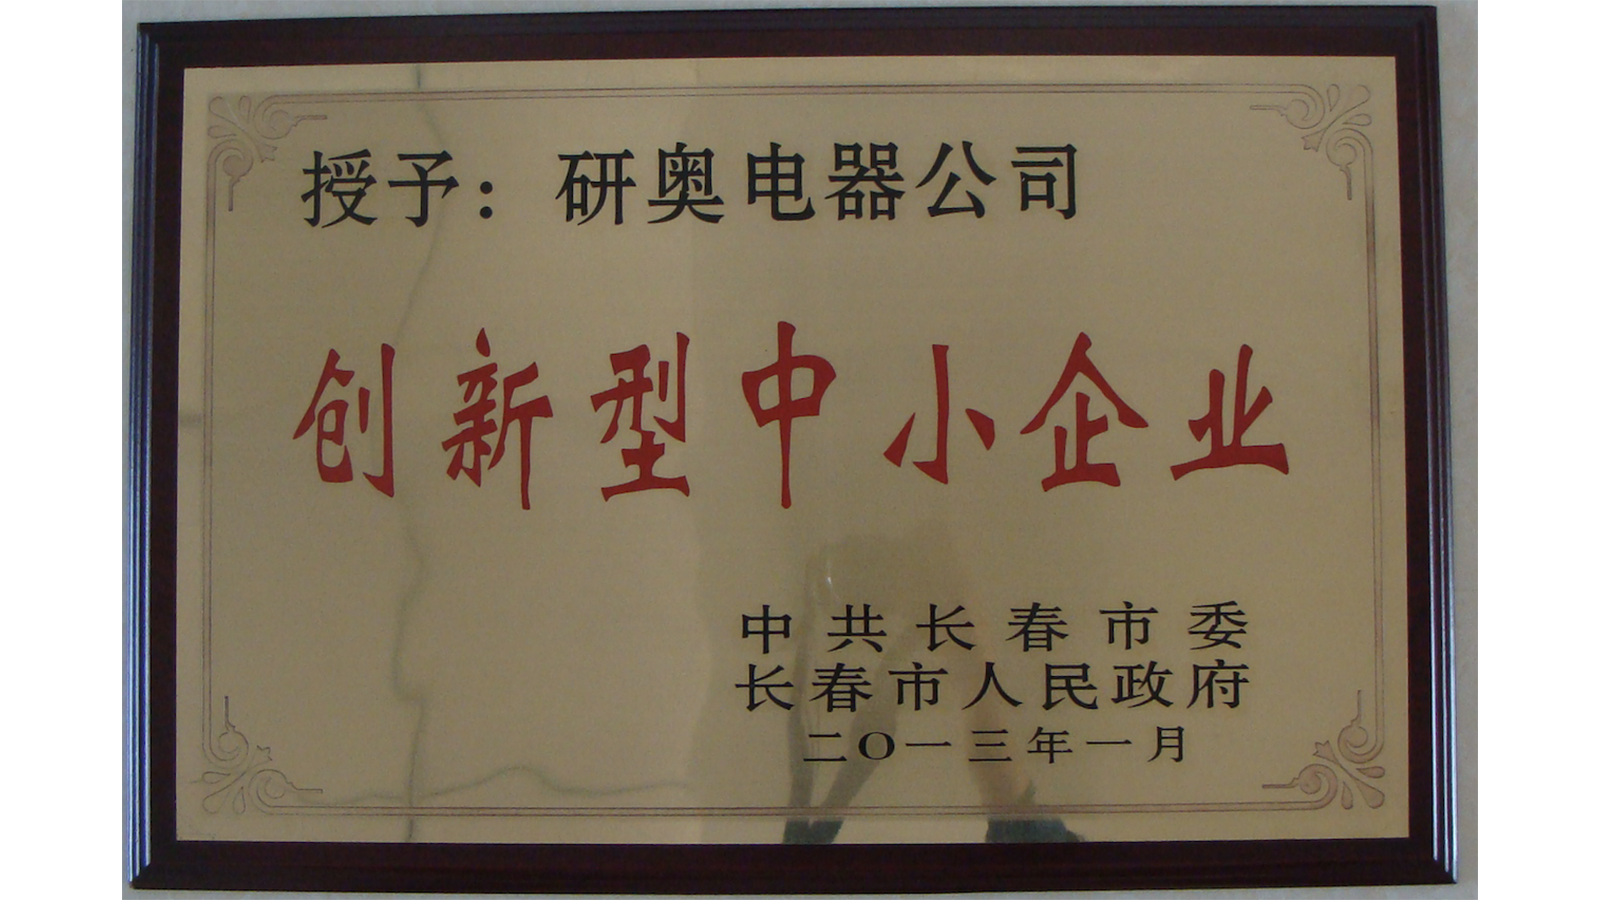 授予：研奥电器公司
创新型中小企业
中共长春市委
长春市人民政府
二〇一三年一月